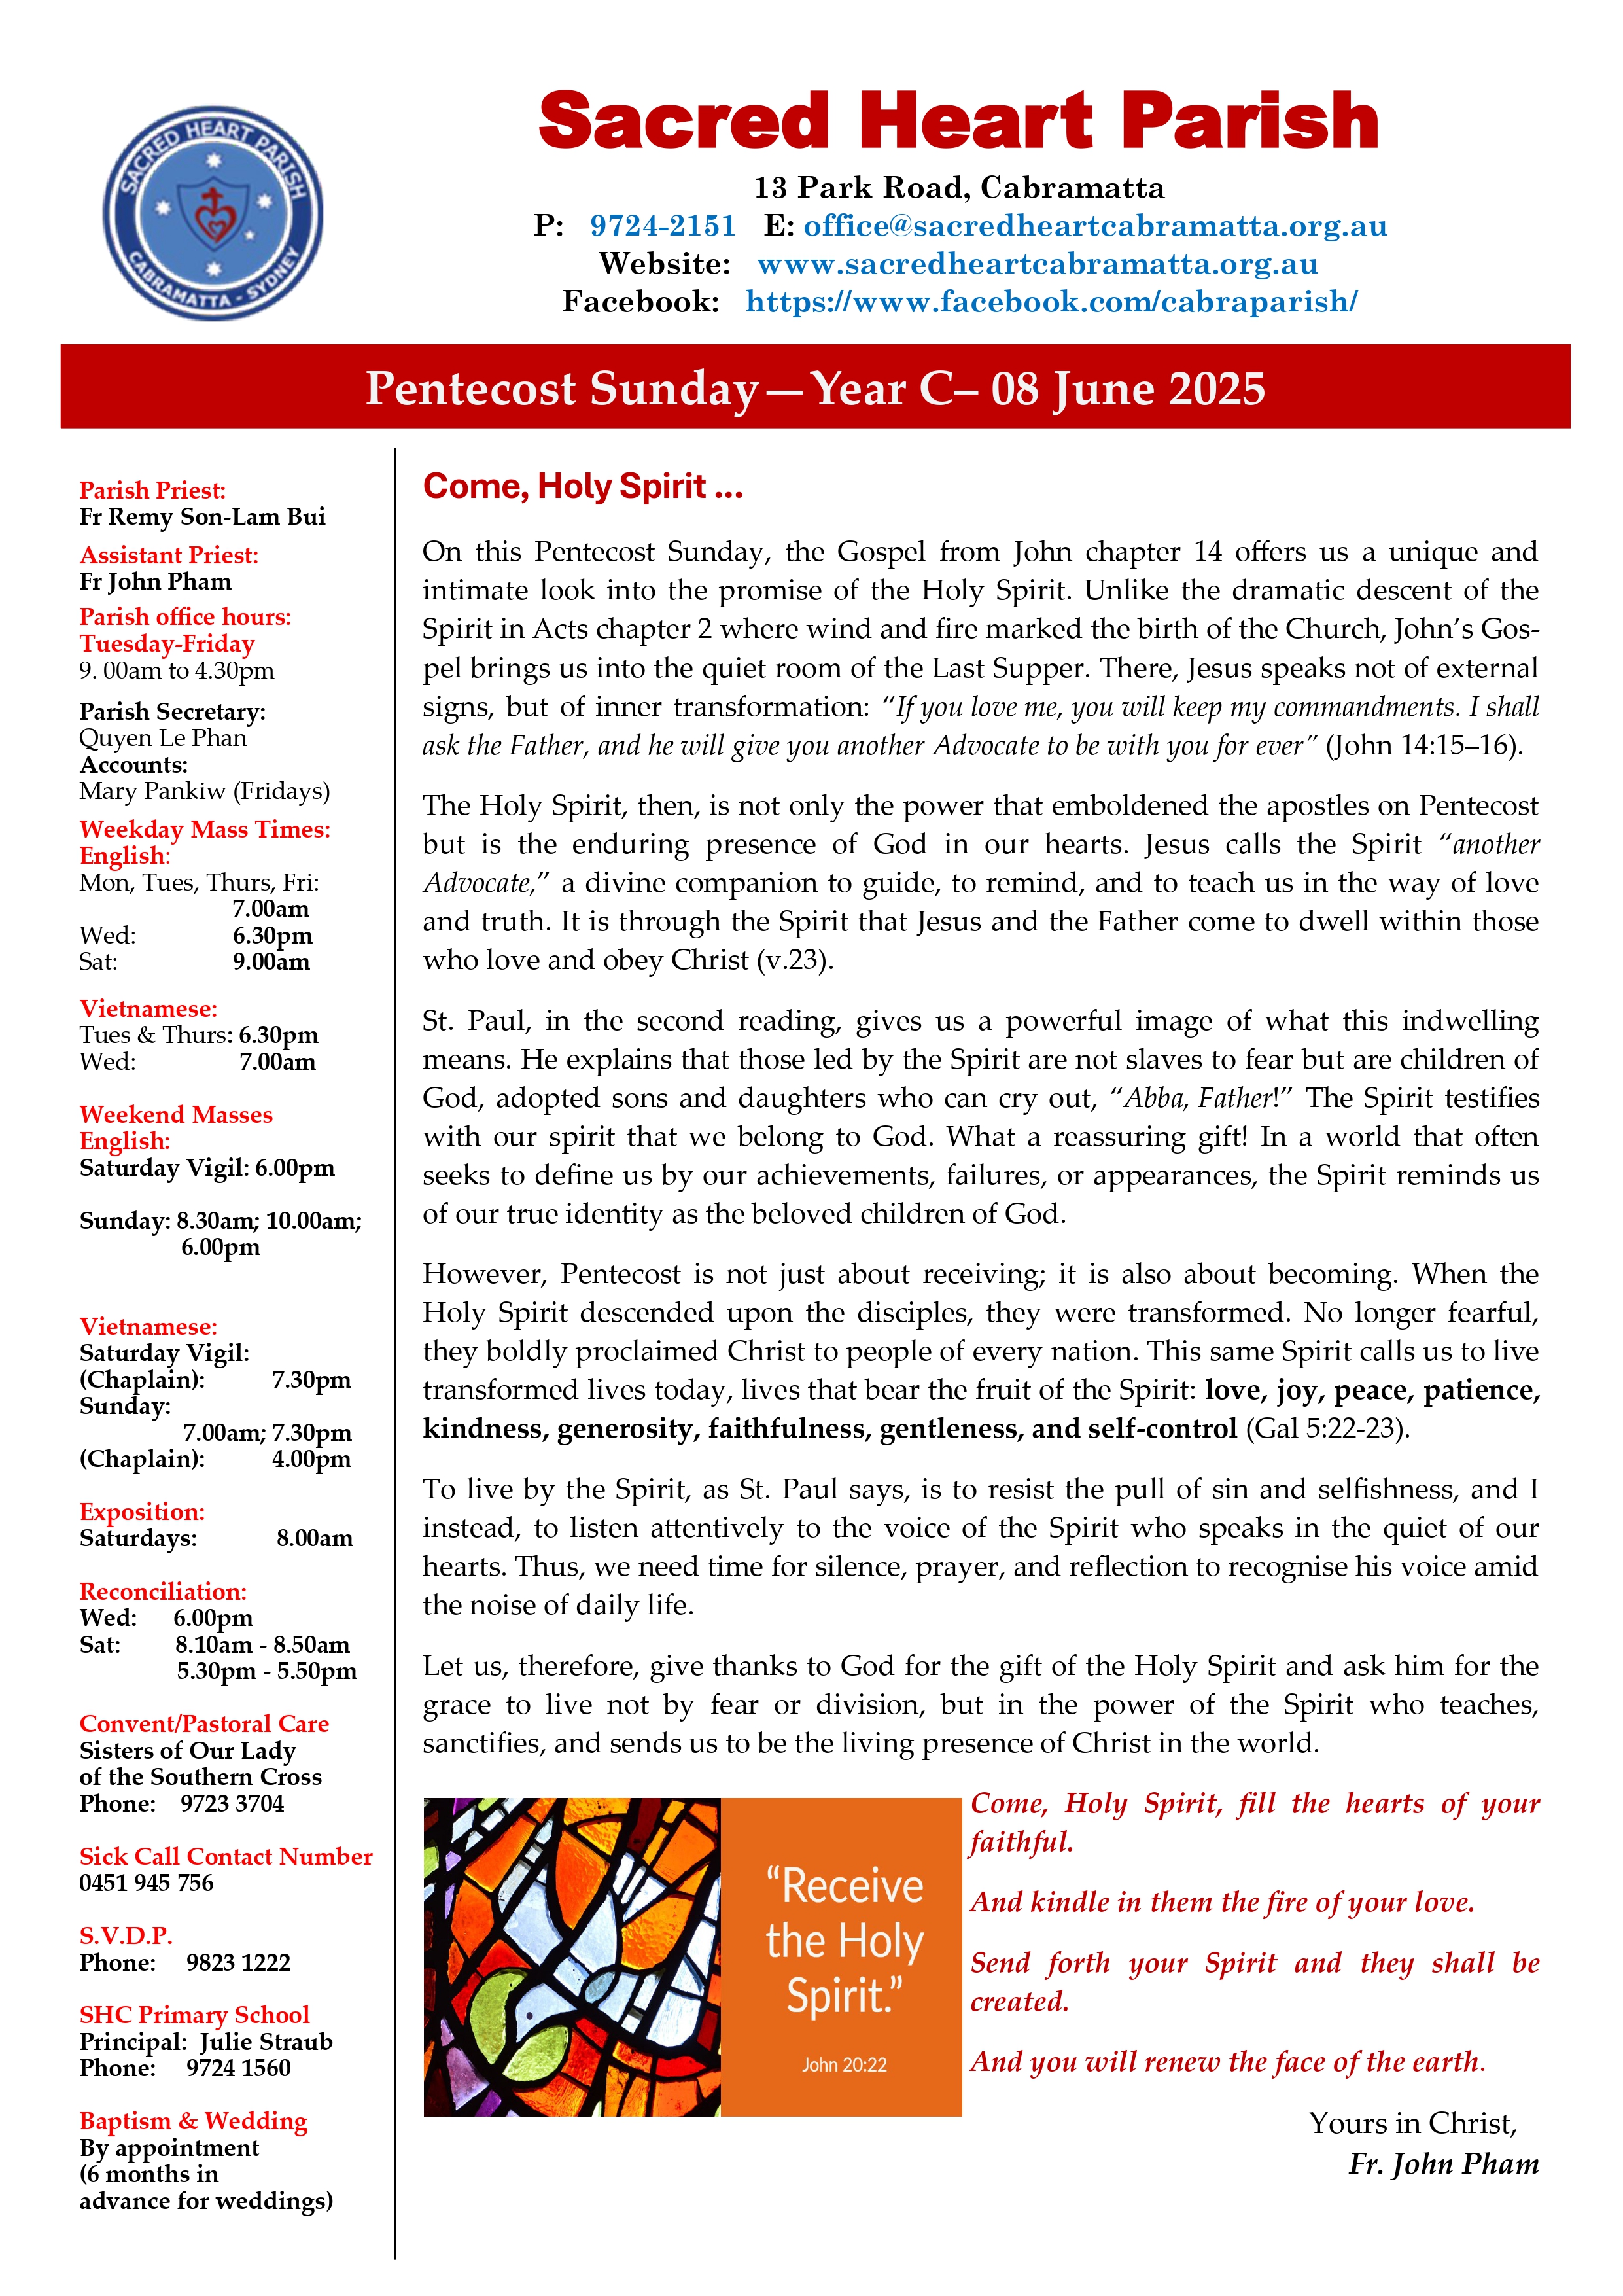 SACRED HEART PARISH
CABRAMATTA - SYDNEY
Sacred Heart Parish
13 Park Road, Cabramatta
P: 9724-2151 E: office@sacredheartcabramatta.org.au
Website: www.sacredheartcabramatta.org.au
Facebook: https://www.facebook.com/cabraparish/
Pentecost Sunday—Year C– 08 June 2025
Parish Priest:
Fr Remy Son-Lam Bui
Assistant Priest:
Fr John Pham
Parish office hours:
Tuesday-Friday
9. 00am to 4.30pm
Parish Secretary:
Quyen Le Phan
Accounts:
Mary Pankiw (Fridays)
Weekday Mass Times:
English:
Mon, Tues, Thurs, Fri:
7.00am
Wed: 6.30pm
Sat: 9.00am
Vietnamese:
Tues & Thurs: 6.30pm
Wed: 7.00am
Weekend Masses
English:
Saturday Vigil: 6.00pm
Sunday: 8.30am; 10.00am;
6.00pm
Vietnamese:
Saturday Vigil:
(Chaplain): 7.30pm
Sunday:
7.00am; 7.30pm
(Chaplain): 4.00pm
Exposition:
Saturdays: 8.00am
Reconciliation:
Wed: 6.00pm
Sat: 8.10am - 8.50am
5.30pm - 5.50pm
Convent/Pastoral Care
Sisters of Our Lady
of the Southern Cross
Phone: 9723 3704
Sick Call Contact Number
0451 945 756
S.V.D.P.
Phone: 9823 1222
SHC Primary School
Principal: Julie Straub
Phone: 9724 1560
Baptism & Wedding
By appointment
(6 months in
advance for weddings)
Come, Holy Spirit ...
On this Pentecost Sunday, the Gospel from John chapter 14 offers us a unique and
intimate look into the promise of the Holy Spirit. Unlike the dramatic descent of the
Spirit in Acts chapter 2 where wind and fire marked the birth of the Church, John’s Gos-
pel brings us into the quiet room of the Last Supper. There, Jesus speaks not of external
signs, but of inner transformation: “If you love me, you will keep my commandments. I shall
ask the Father, and he will give you another Advocate to be with you for ever” (John 14:15–16).
The Holy Spirit, then, is not only the power that emboldened the apostles on Pentecost
but is the enduring presence of God in our hearts. Jesus calls the Spirit “another
Advocate,” a divine companion to guide, to remind, and to teach us in the way of love
and truth. It is through the Spirit that Jesus and the Father come to dwell within those
who love and obey Christ (v.23).
St. Paul, in the second reading, gives us a powerful image of what this indwelling
means. He explains that those led by the Spirit are not slaves to fear but are children of
God, adopted sons and daughters who can cry out, “Abba, Father!” The Spirit testifies
with our spirit that we belong to God. What a reassuring gift! In a world that often
seeks to define us by our achievements, failures, or appearances, the Spirit reminds us
of our true identity as the beloved children of God.
However, Pentecost is not just about receiving; it is also about becoming. When the
Holy Spirit descended upon the disciples, they were transformed. No longer fearful,
they boldly proclaimed Christ to people of every nation. This same Spirit calls us to live
transformed lives today, lives that bear the fruit of the Spirit: love, joy, peace, patience,
kindness, generosity, faithfulness, gentleness, and self-control (Gal 5:22-23).
To live by the Spirit, as St. Paul says, is to resist the pull of sin and selfishness, and I
instead, to listen attentively to the voice of the Spirit who speaks in the quiet of our
hearts. Thus, we need time for silence, prayer, and reflection to recognise his voice amid
the noise of daily life.
Let us, therefore, give thanks to God for the gift of the Holy Spirit and ask him for the
grace to live not by fear or division, but in the power of the Spirit who teaches,
sanctifies, and sends us to be the living presence of Christ in the world.
“Receive
the Holy
Spirit.”
John 20:22
Come, Holy Spirit, fill the hearts of your
faithful.
And kindle in them the fire of your love.
Send forth your Spirit and they shall be
created.
And you will renew the face of the earth.
Yours in Christ,
Fr. John Pham